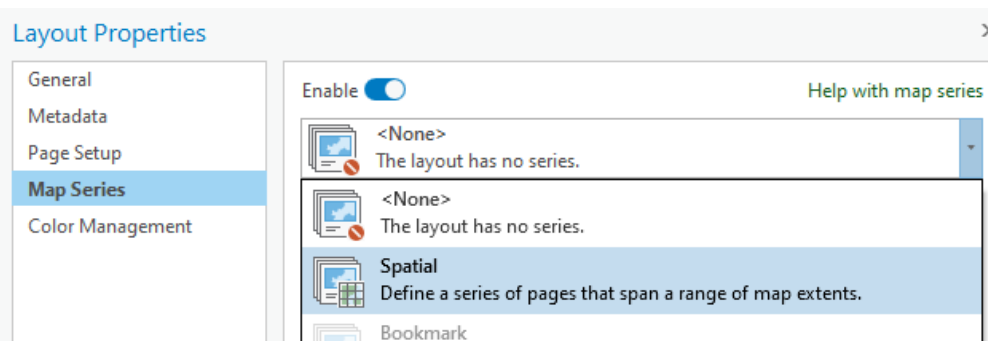 Layout Properties
General
Metadata
Page Setup
Map Series
Color Management
Enable
Help with map series
<None>
The layout has no series.
<None>
The layout has no series.
Spatial
Define a series of pages that span a range of map extents.
Bookmark